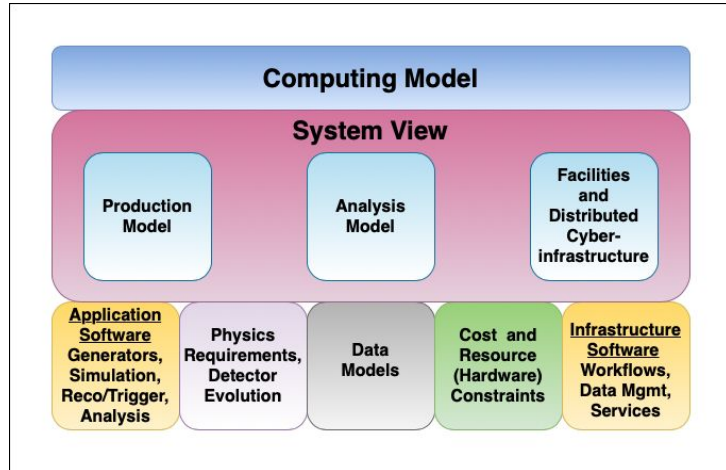 Computing Model
System View
Production
Model
Analysis
Model
Facilities
and
Distributed
Cyber-
infrastructure
Application
Software
Generators,
Simulation,
Reco/Trigger,
Analysis
Physics
Requirements,
Detector
Evolution
Data
Models
Cost and
Resource
(Hardware)
Constraints
Infrastructure
Software
Workflows,
Data Mgmt,
Services